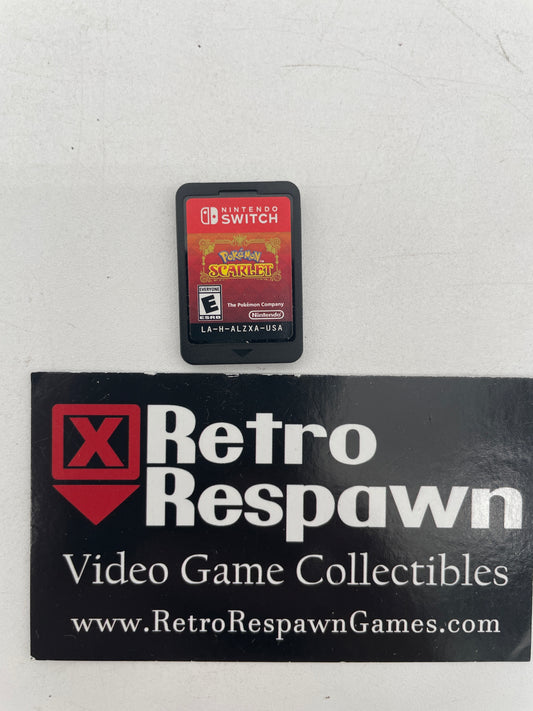 NINTENDO
SWITCH
POKéMON
SCARLET
EVERYONE
E
ESRB
The Pokémon Company
Nintendo
LA-H-ALZXA-USA
X
Retro
Respawn
Video Game Collectibles
www.RetroRespawnGames.com